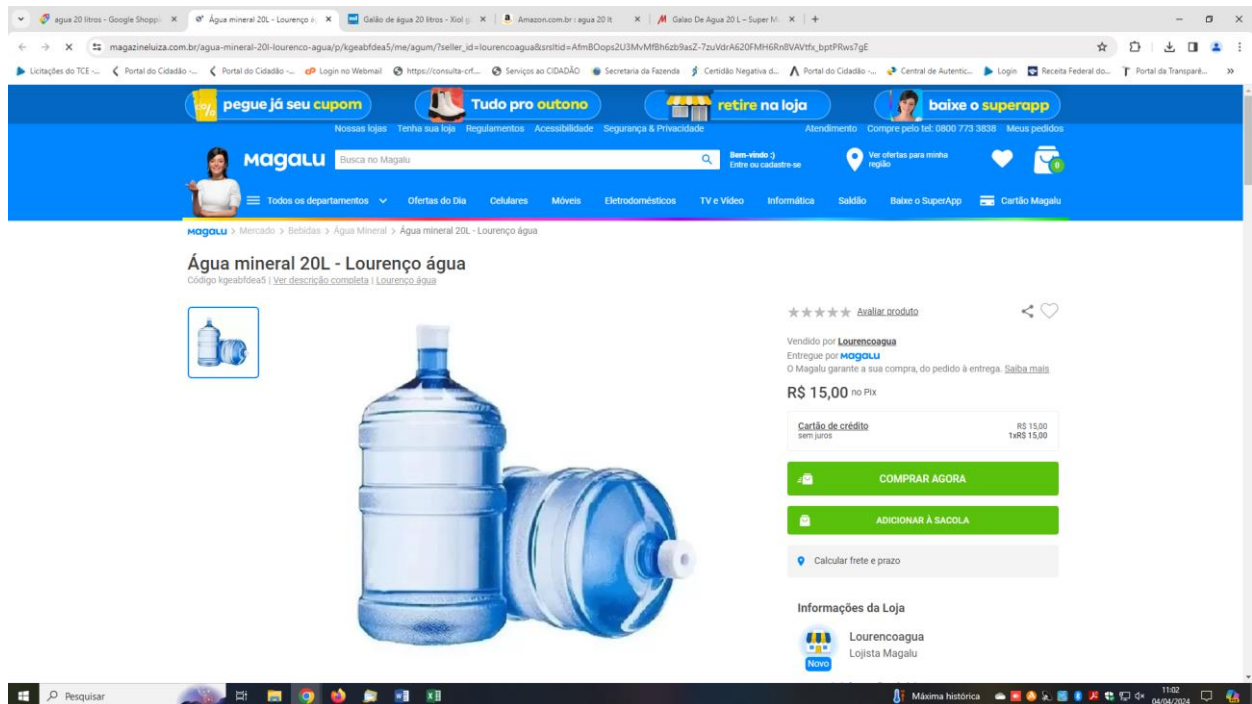 agua 20 litros - Google Shoppi
Água mineral 20L - Lourenço á
Galão de água 20 litros - Xiol g
Amazon.com.br : agua 20 lt
Galao De Agua 20 L – Super M
magazineluiza.com.br/agua-mineral-20l-lourenco-agua/p/kgeabfdea5/me/agum/?seller_id=lourencoagua&srsltid=AfmBOops2U3MvMfBh6zb9asZ-7zuVdrA620FMH6Rn8VAVtfx_bptPRws7gE
Licitações do TCE -...
Portal do Cidadão -...
Portal do Cidadão -...
Login no Webmail
https://consulta-crf...
Serviços ao CIDADÃO
Secretaria da Fazenda
Certidão Negativa d...
Portal do Cidadão -...
Central de Autentic...
Login
Receita Federal do...
Portal da Transparê...
pegue já seu cupom
Tudo pro outono
retire na loja
baixe o superapp
Nossas lojas Tenha sua loja Regulamentos Acessibilidade Segurança & Privacidade
Atendimento Compre pelo tel: 0800 773 3838 Meus pedidos
Magalu
Busca no Magalu
Bem-vindo :)
Entre ou cadastre-se
Ver ofertas para minha
região
0
Todos os departamentos
Ofertas do Dia
Celulares
Móveis
Eletrodomésticos
TV e Vídeo
Informática
Saldão
Baixe o SuperApp
Cartão Magalu
Magalu > Mercado > Bebidas > Água Mineral > Água mineral 20L - Lourenço água
Água mineral 20L - Lourenço água
Código kgeabfdea5 | Ver descrição completa | Lourenço água
Avaliar produto
Vendido por Lourencoagua
Entregue por Magalu
O Magalu garante a sua compra, do pedido à entrega. Saiba mais
R$ 15,00 no Pix
Cartão de crédito R$ 15,00
sem juros 1xR$ 15,00
COMPRAR AGORA
ADICIONAR À SACOLA
Calcular frete e prazo
Informações da Loja
Lourencoagua
Lojista Magalu
Novo
Pesquisar
Máxima histórica
11:02
04/04/2024